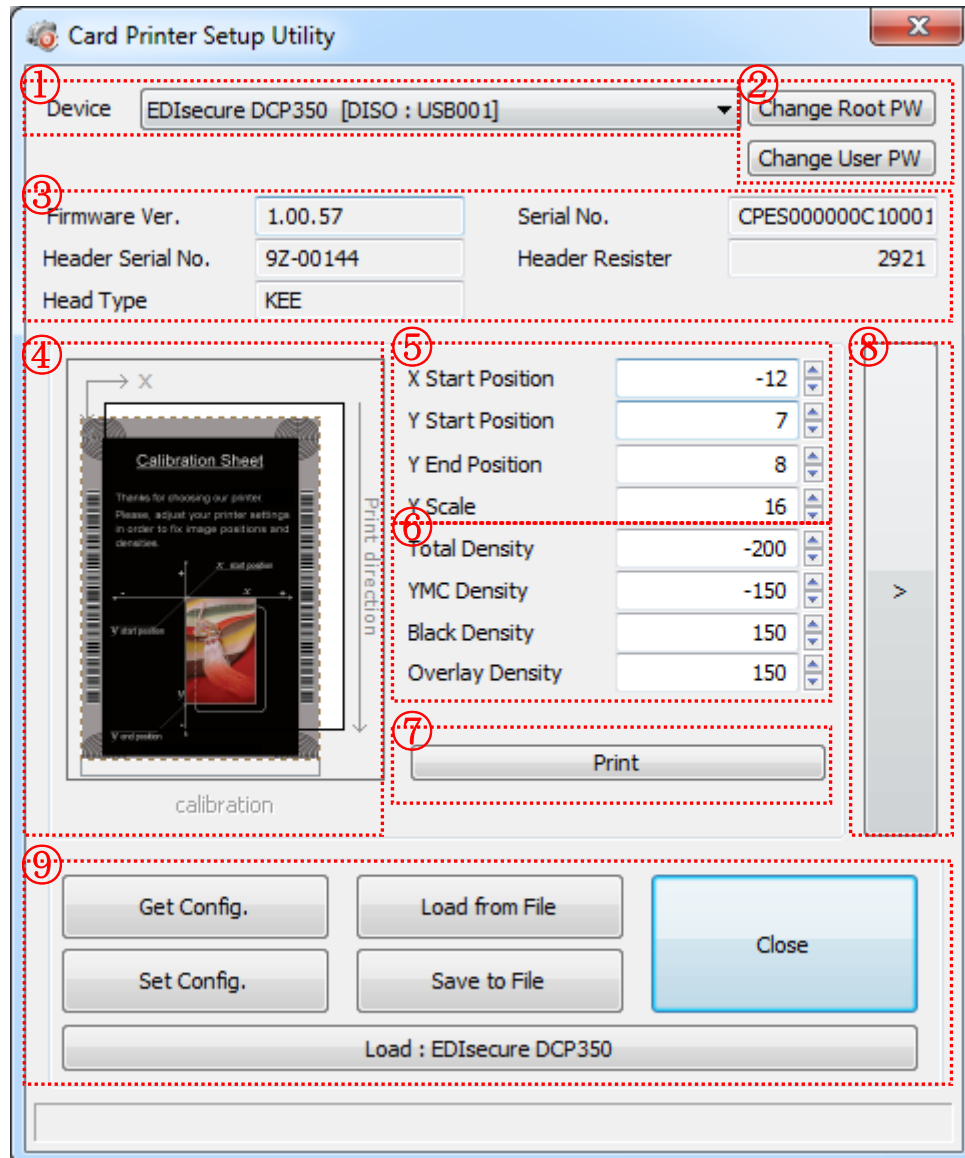 Card Printer Setup Utility
①
②
Device EDIsecure DCP350 [DISO : USB001] Change Root PW
Change User PW
③
Firmware Ver. 1.00.57 Serial No. CPES000000C10001
Header Serial No. 9Z-00144 Header Resister 2921
Head Type KEE
④
X
Calibration Sheet
Thanks for choosing our printer.
Please, adjust your printer settings
in order to fix image positions and
densities.
X start position
x
Y start position
y
Y end position
Print direction
calibration
⑤
X Start Position -12
Y Start Position 7
Y End Position 8
Y Scale 16
⑥
Total Density -200
YMC Density -150
Black Density 150
Overlay Density 150
⑦
Print
⑧
>
⑨
Get Config. Load from File
Close
Set Config. Save to File
Load : EDIsecure DCP350